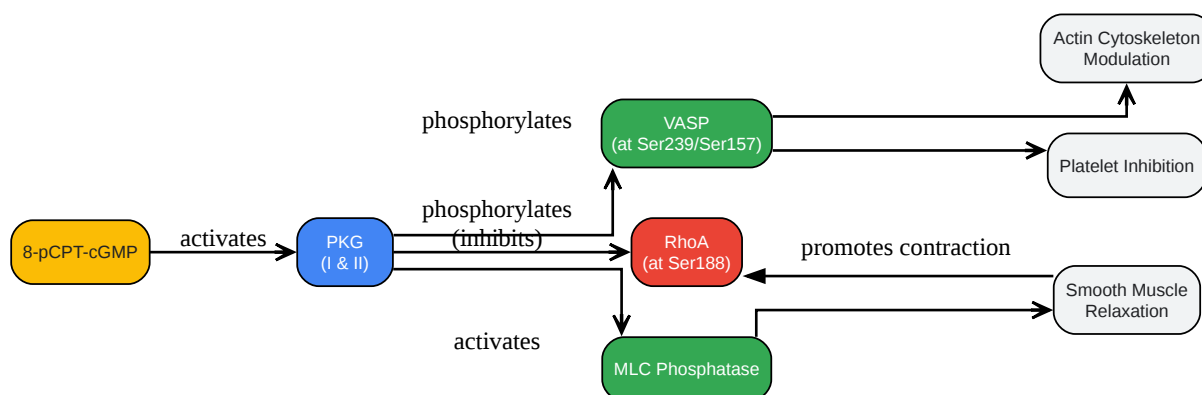 Actin Cytoskeleton
Modulation
phosphorylates
VASP
(at Ser239/Ser157)
Platelet Inhibition
8-pCPT-cGMP
activates
PKG
(I & II)
phosphorylates
(inhibits)
RhoA
(at Ser188)
promotes contraction
Smooth Muscle
Relaxation
activates
MLC Phosphatase